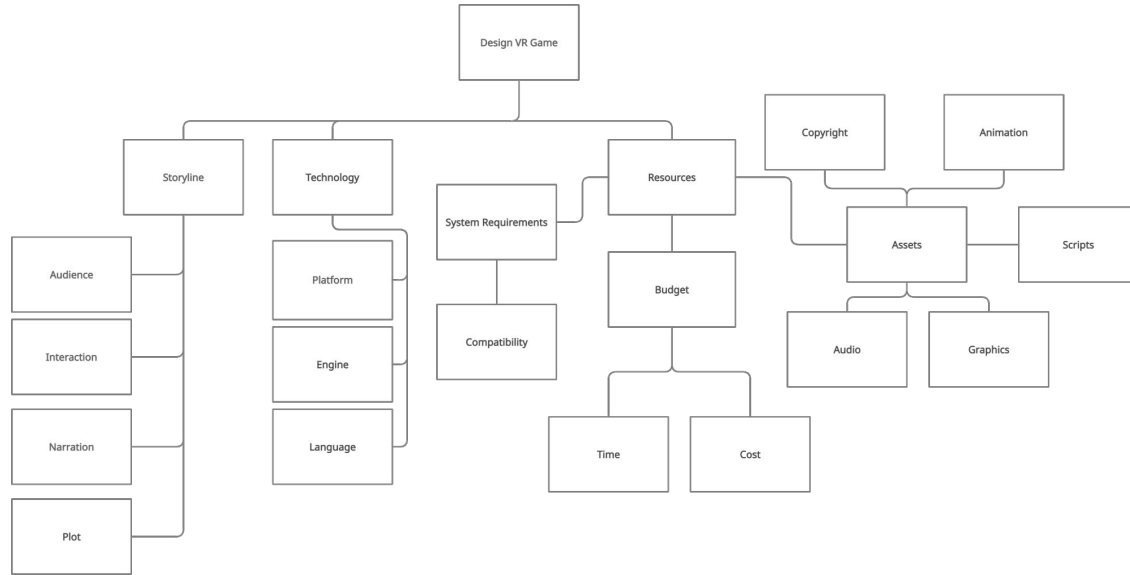 Design VR Game
Copyright
Animation
Storyline
Technology
Resources
System Requirements
Assets
Scripts
Audience
Platform
Budget
Interaction
Compatibility
Audio
Graphics
Engine
Narration
Language
Time
Cost
Plot